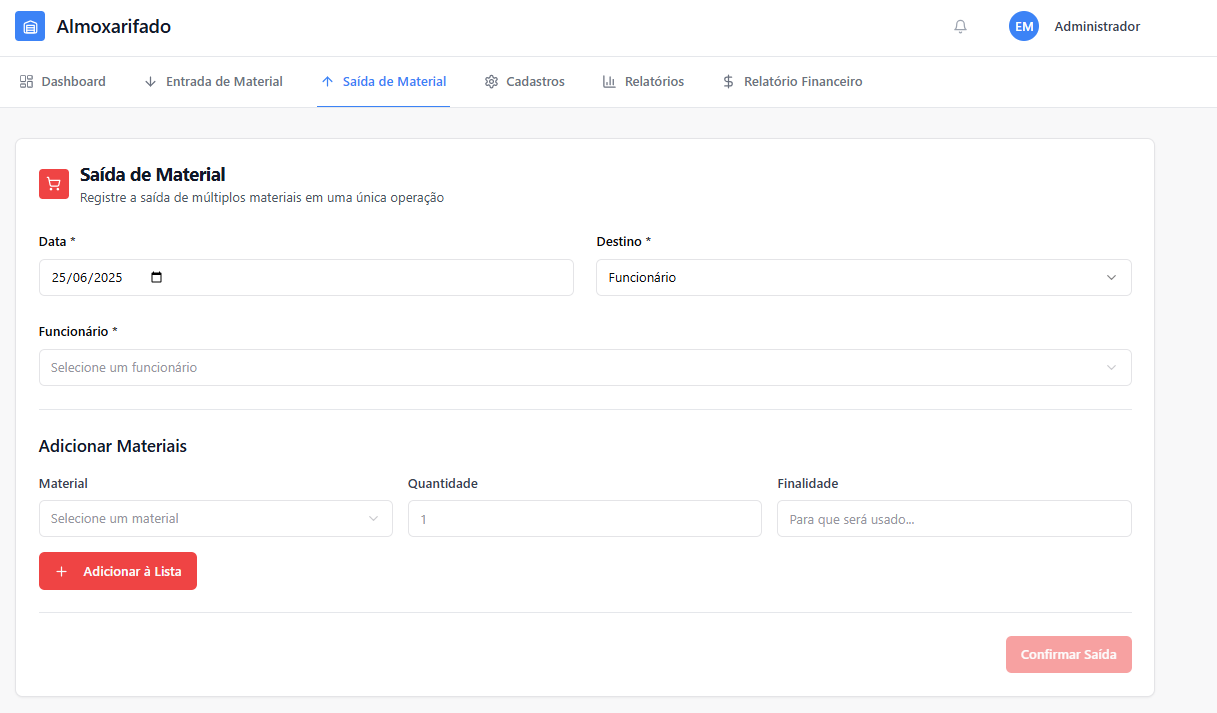 Almoxarifado
EM Administrador
Dashboard Entrada de Material Saída de Material Cadastros Relatórios Relatório Financeiro
Saída de Material
Registre a saída de múltiplos materiais em uma única operação
Data * Destino *
25/06/2025 Funcionário
Funcionário *
Selecione um funcionário
Adicionar Materiais
Material Quantidade Finalidade
Selecione um material 1 Para que será usado...
+ Adicionar à Lista
Confirmar Saída